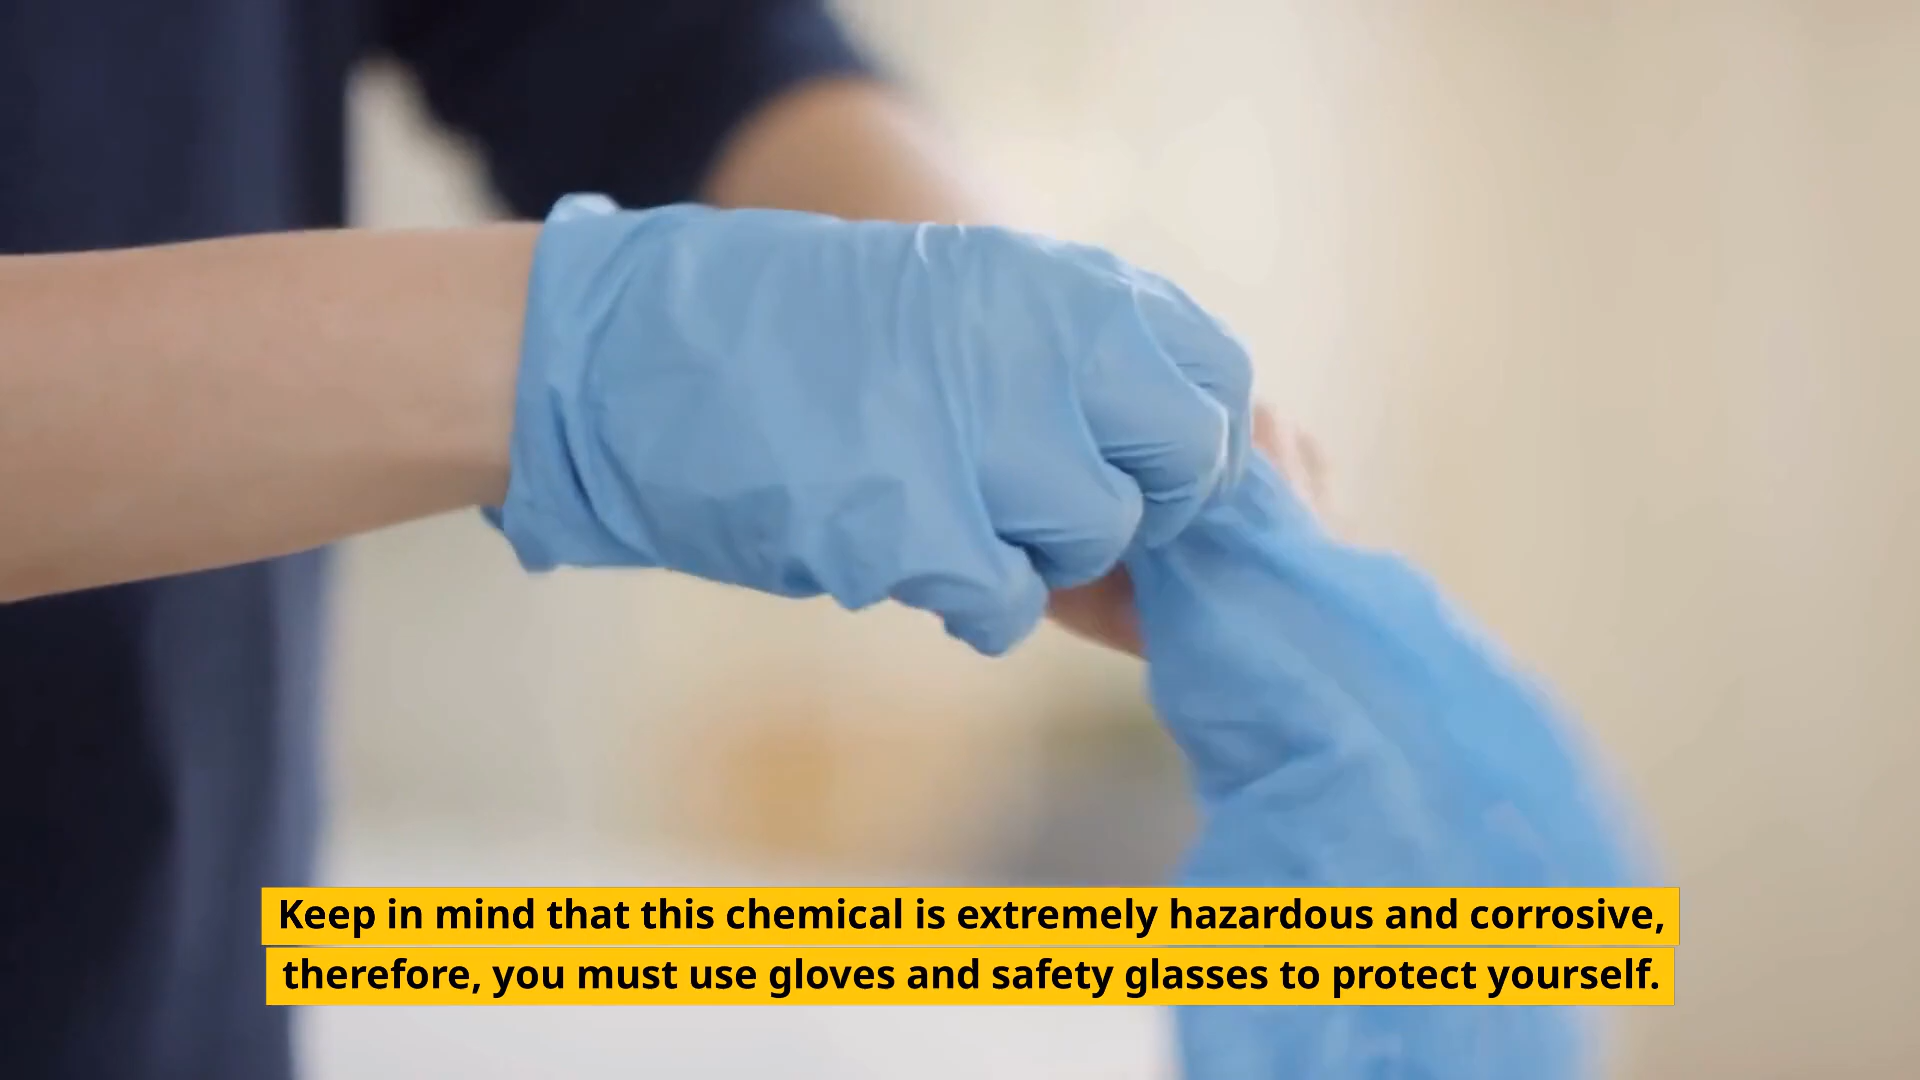 Keep in mind that this chemical is extremely hazardous and corrosive,
therefore, you must use gloves and safety glasses to protect yourself.